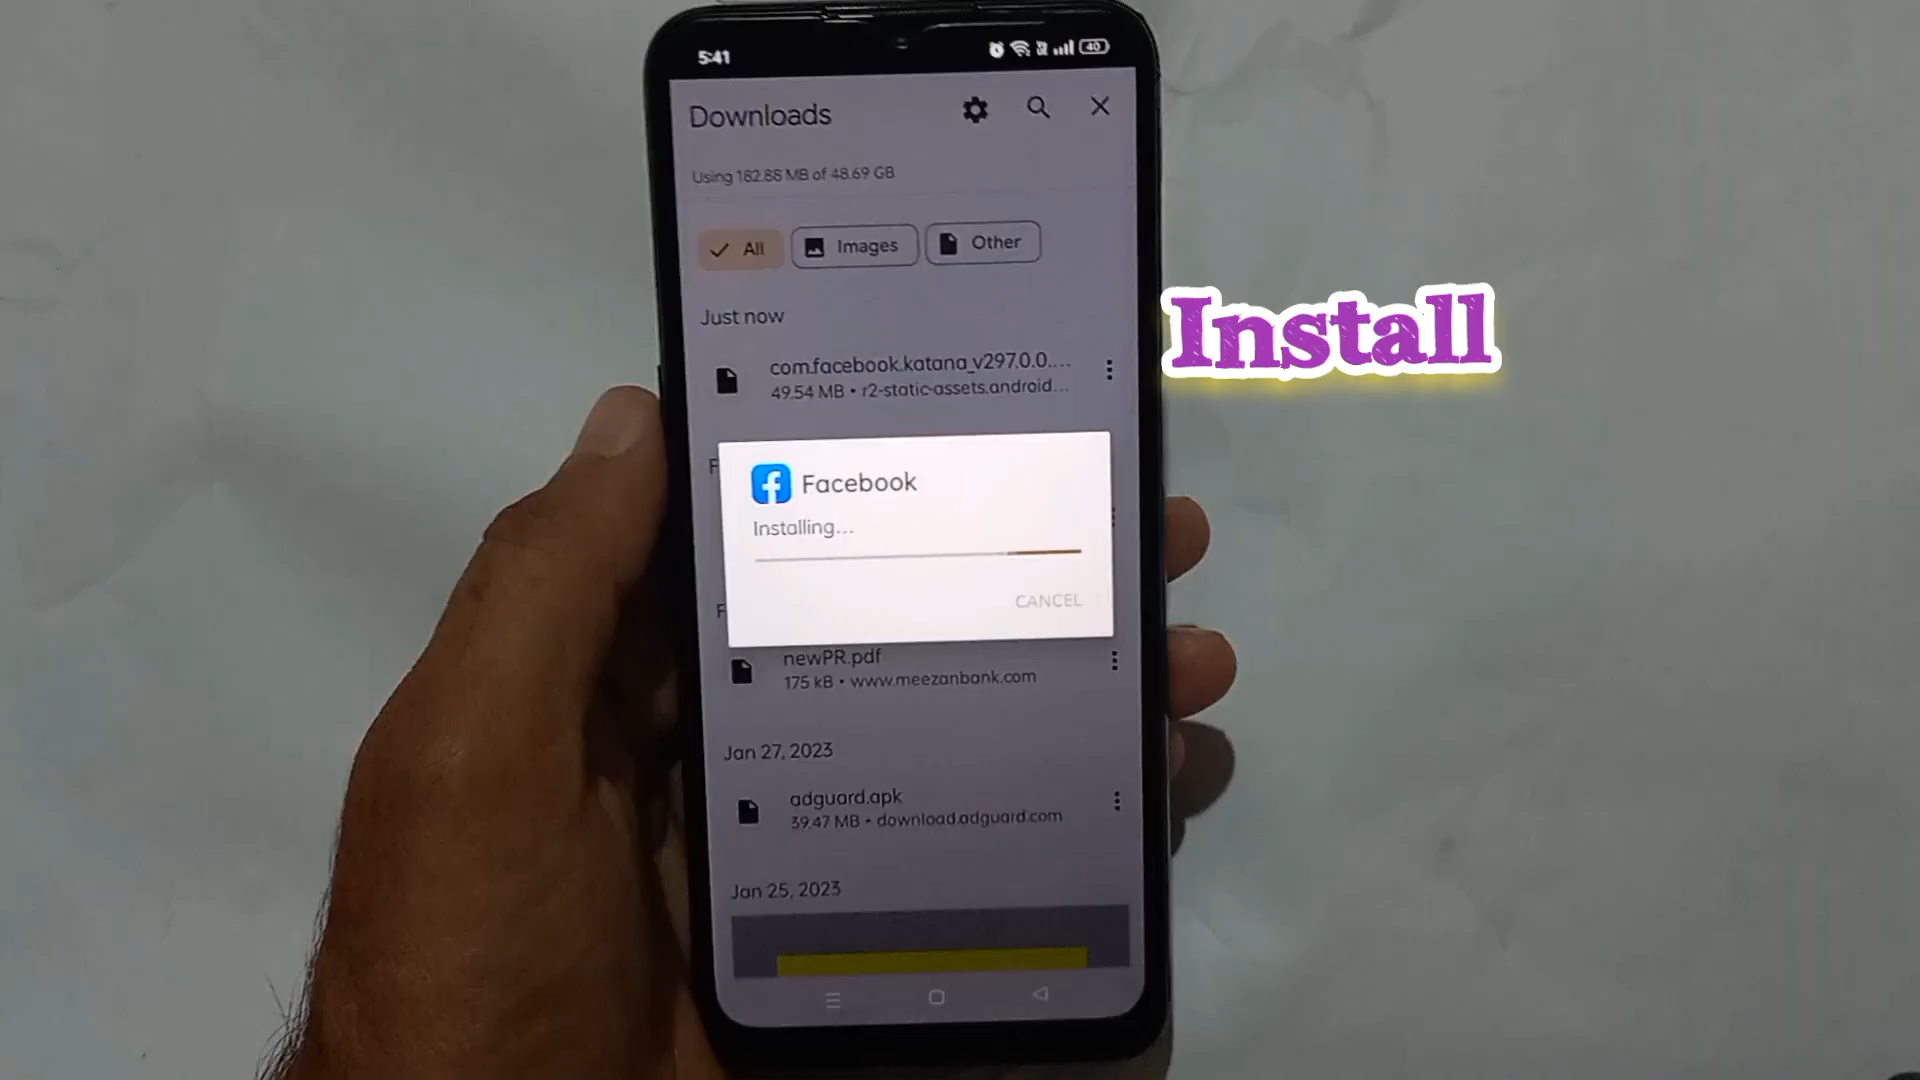 5:41
40
Downloads
Using 182.88 MB of 48.69 GB
All
Images
Other
Just now
com.facebook.katana_v297.0.0....
49.54 MB • r2-static-assets.android...
Install
F
Facebook
Installing...
CANCEL
F
newPR.pdf
175 kB • www.meezanbank.com
Jan 27, 2023
adguard.apk
39.47 MB • download.adguard.com
Jan 25, 2023